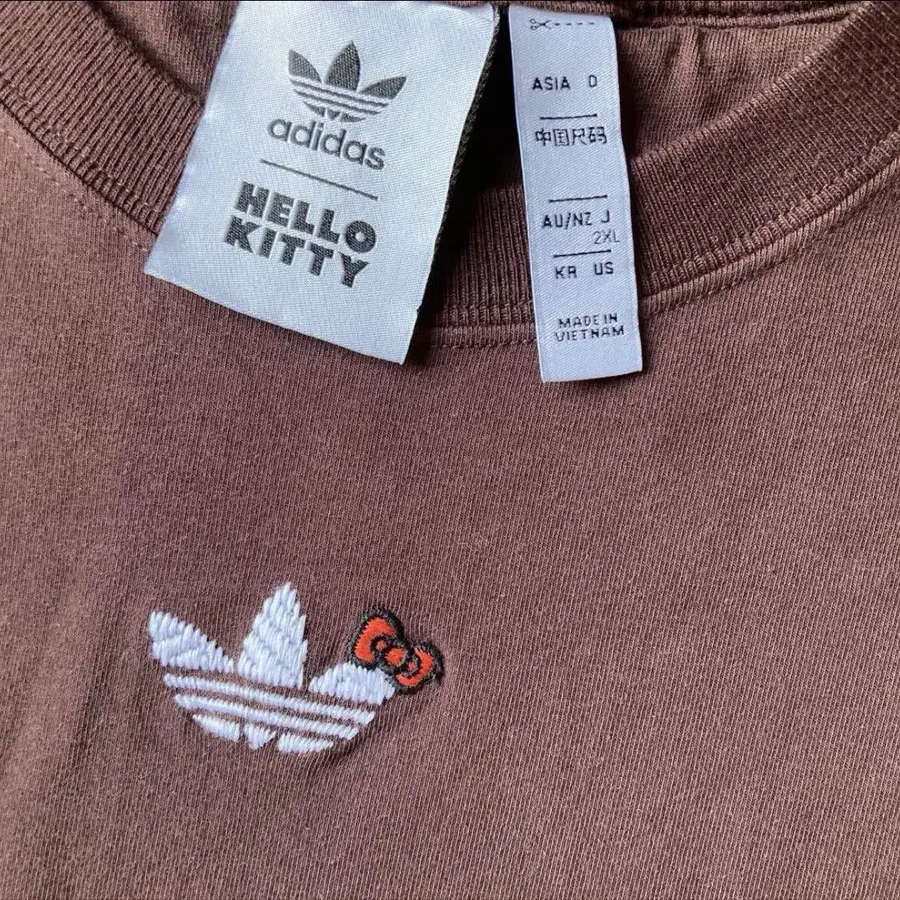 adidas
HELLO
KITTY
ASIA O
中国尺码
AU/NZ J
2XL
KR US
MADE IN
VIETNAM